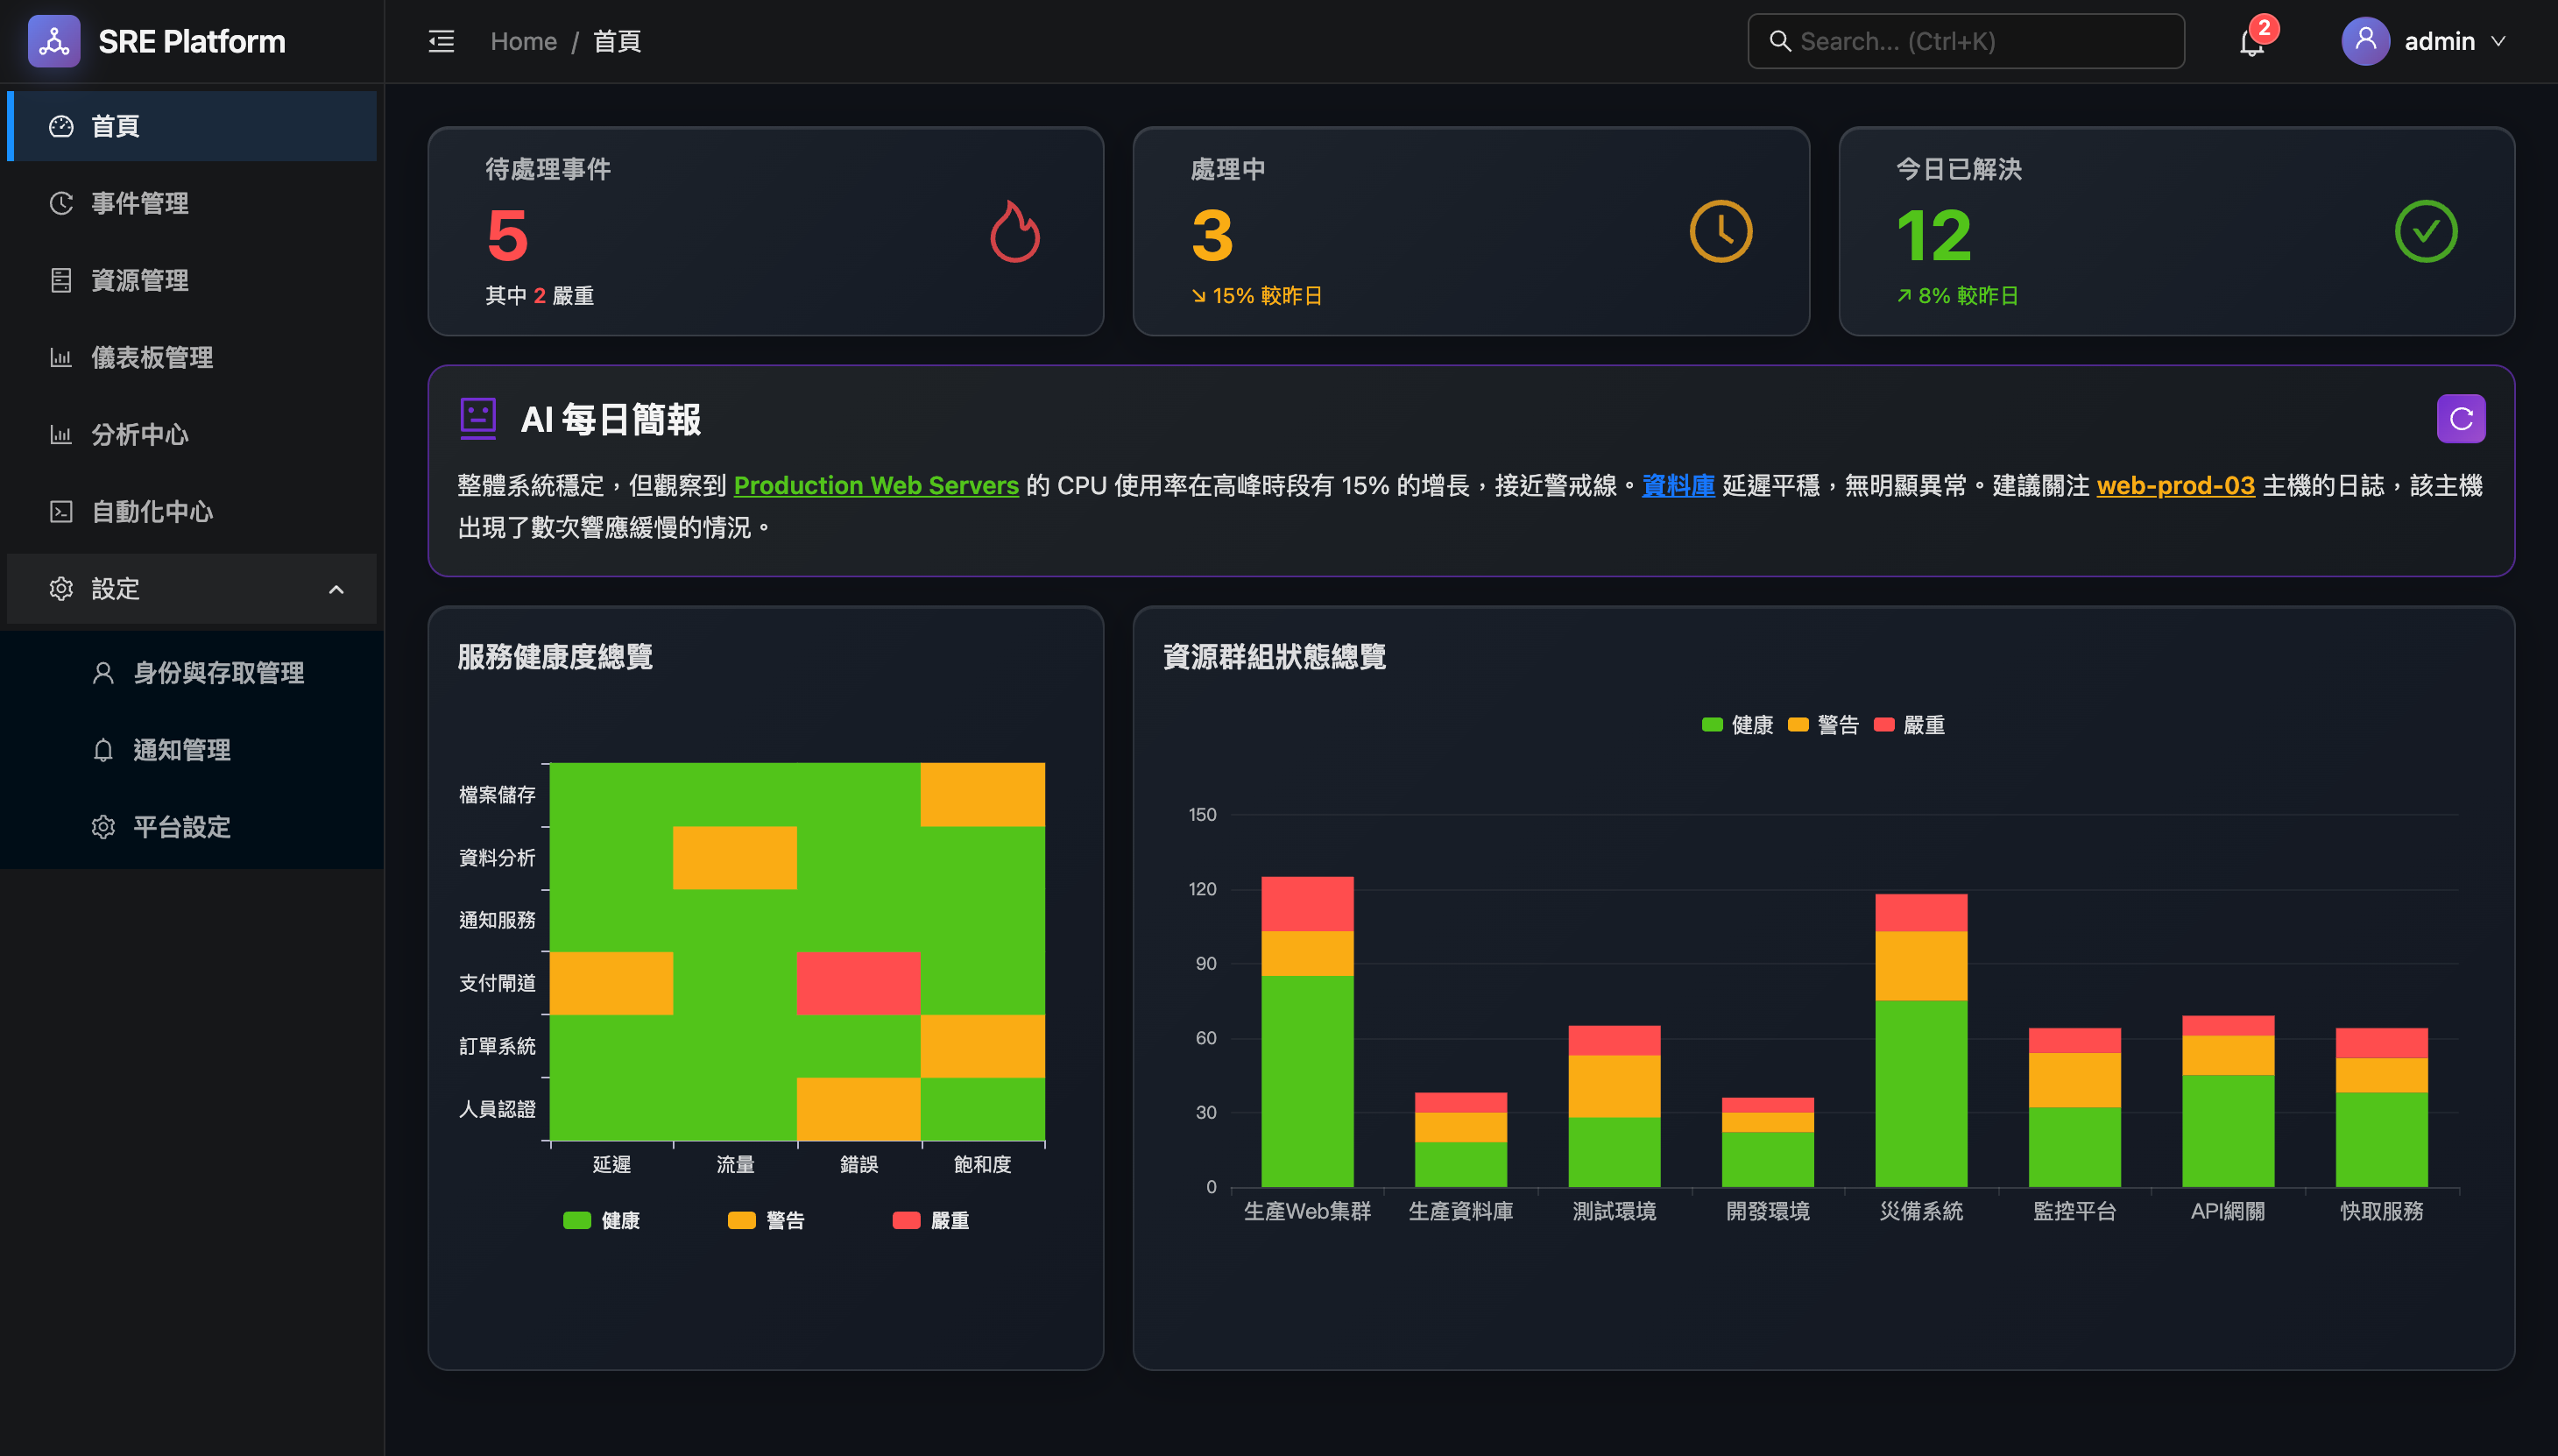 SRE Platform
Home / 首頁
Search... (Ctrl+K)
2
admin
首頁
事件管理
資源管理
儀表板管理
分析中心
自動化中心
設定
身份與存取管理
通知管理
平台設定
待處理事件
5
其中 2 嚴重
處理中
3
15% 較昨日
今日已解決
12
8% 較昨日
AI 每日簡報
整體系統穩定，但觀察到 Production Web Servers 的 CPU 使用率在高峰時段有 15% 的增長，接近警戒線。資料庫 延遲平穩，無明顯異常。建議關注 web-prod-03 主機的日誌，該主機
出現了數次響應緩慢的情況。
服務健康度總覽
檔案儲存
資料分析
通知服務
支付閘道
訂單系統
人員認證
延遲 流量 錯誤 飽和度
健康 警告 嚴重
資源群組狀態總覽
健康 警告 嚴重
150
120
90
60
30
0
生產Web集群 生產資料庫 測試環境 開發環境 災備系統 監控平台 API網關 快取服務